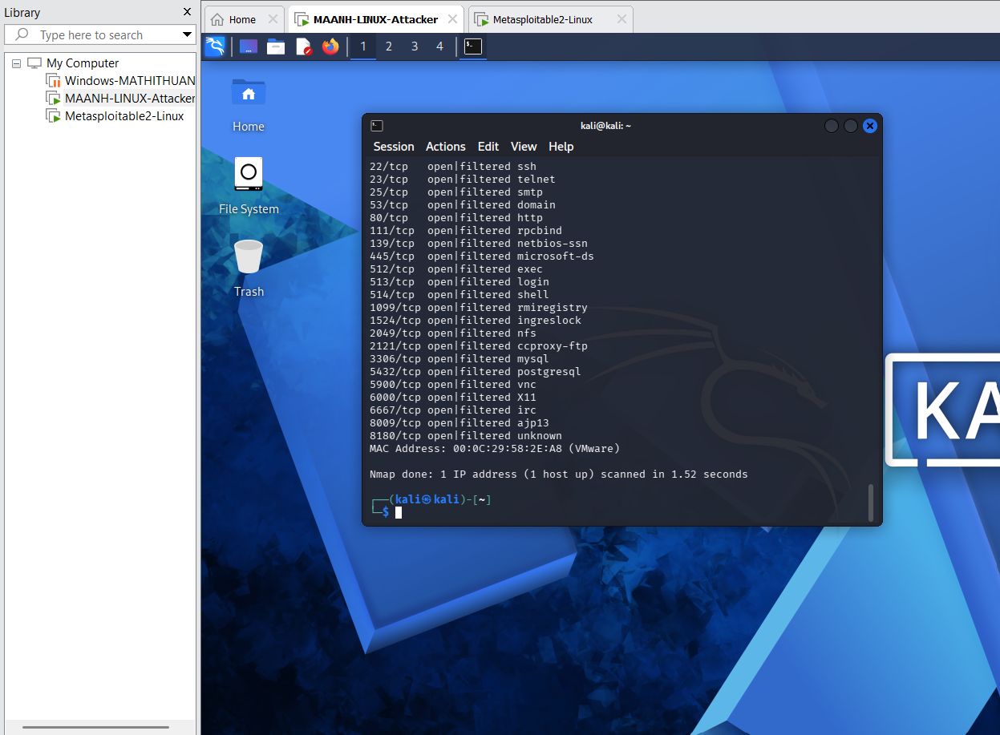 Library
Type here to search
My Computer
Windows-MATHITHUAN
MAANH-LINUX-Attacker
Metasploitable2-Linux
Home
MAANH-LINUX-Attacker
Metasploitable2-Linux
1 2 3 4
Home
File System
Trash
kali@kali: ~
Session Actions Edit View Help
22/tcp   open|filtered ssh
23/tcp   open|filtered telnet
25/tcp   open|filtered smtp
53/tcp   open|filtered domain
80/tcp   open|filtered http
111/tcp  open|filtered rpcbind
139/tcp  open|filtered netbios-ssn
445/tcp  open|filtered microsoft-ds
512/tcp  open|filtered exec
513/tcp  open|filtered login
514/tcp  open|filtered shell
1099/tcp open|filtered rmiregistry
1524/tcp open|filtered ingreslock
2049/tcp open|filtered nfs
2121/tcp open|filtered ccproxy-ftp
3306/tcp open|filtered mysql
5432/tcp open|filtered postgresql
5900/tcp open|filtered vnc
6000/tcp open|filtered X11
6667/tcp open|filtered irc
8009/tcp open|filtered ajp13
8180/tcp open|filtered unknown
MAC Address: 00:0C:29:58:2E:A8 (VMware)
Nmap done: 1 IP address (1 host up) scanned in 1.52 seconds
┌──(kali㉿kali)-[~]
└─$
KA